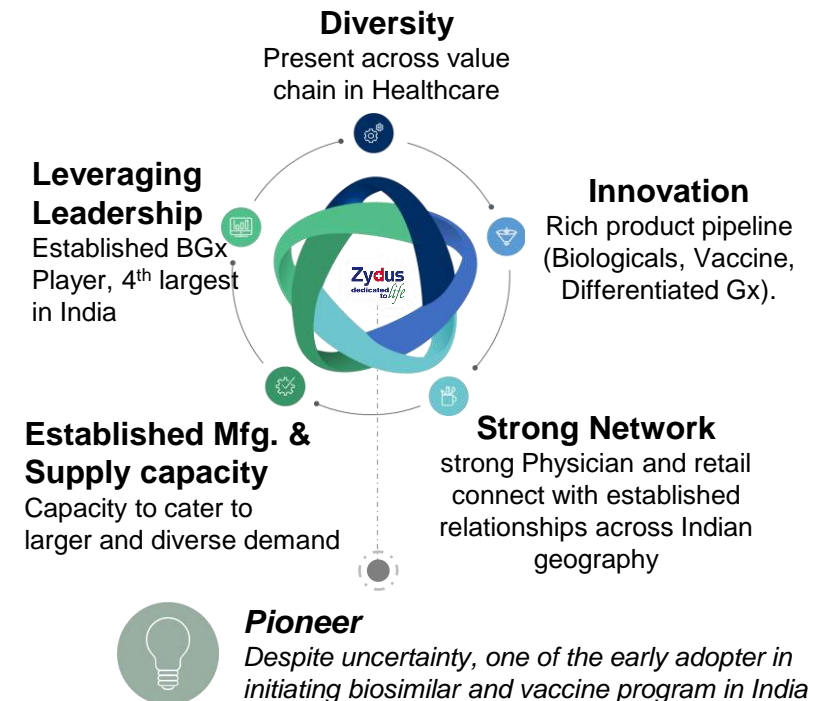 Diversity
Present across value
chain in Healthcare
Leveraging
Leadership
Established BGx
Player, 4th largest
in India
Innovation
Rich product pipeline
(Biologicals, Vaccine,
Differentiated Gx).
Zydus
dedicated
to life
Established Mfg. &
Supply capacity
Capacity to cater to
larger and diverse demand
Strong Network
strong Physician and retail
connect with established
relationships across Indian
geography
Pioneer
Despite uncertainty, one of the early adopter in
initiating biosimilar and vaccine program in India